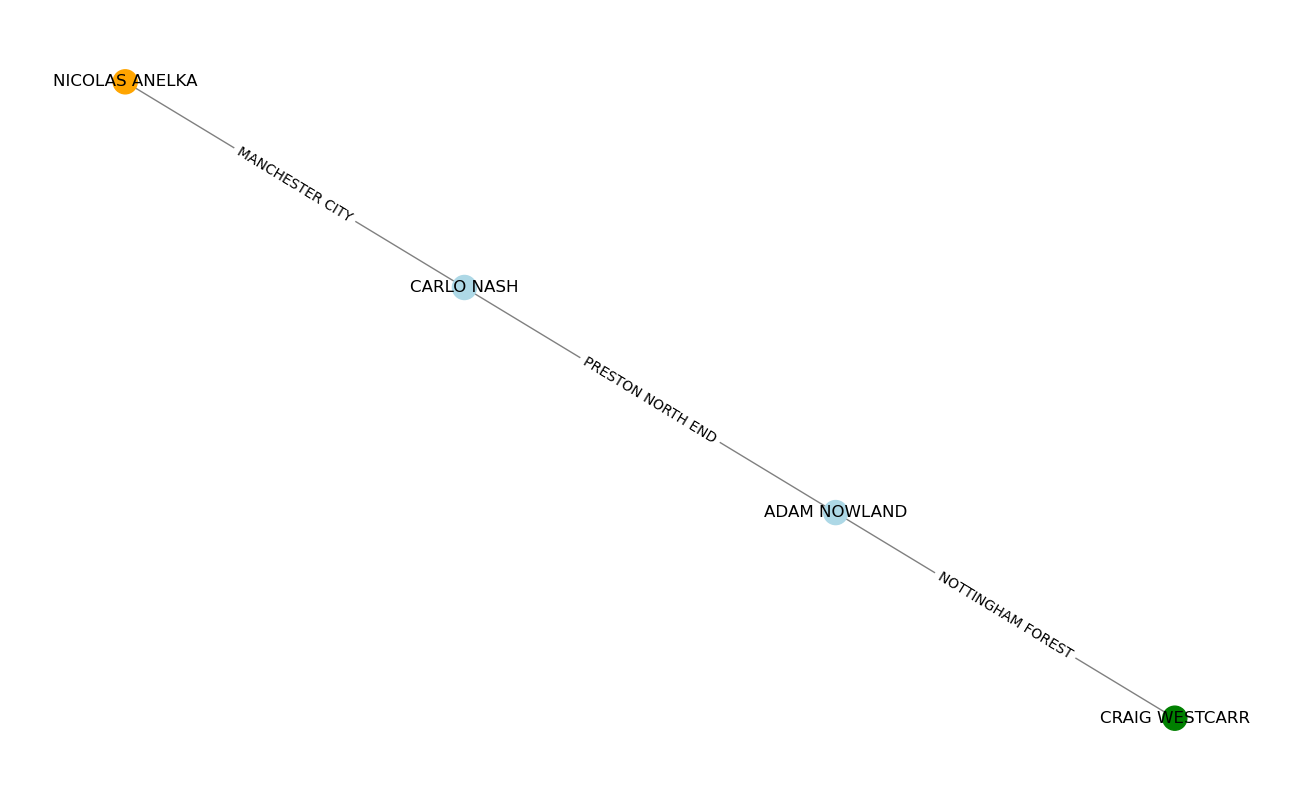 NICOLAS ANELKA
MANCHESTER CITY
CARLO NASH
PRESTON NORTH END
ADAM NOWLAND
NOTTINGHAM FOREST
CRAIG WESTCARR